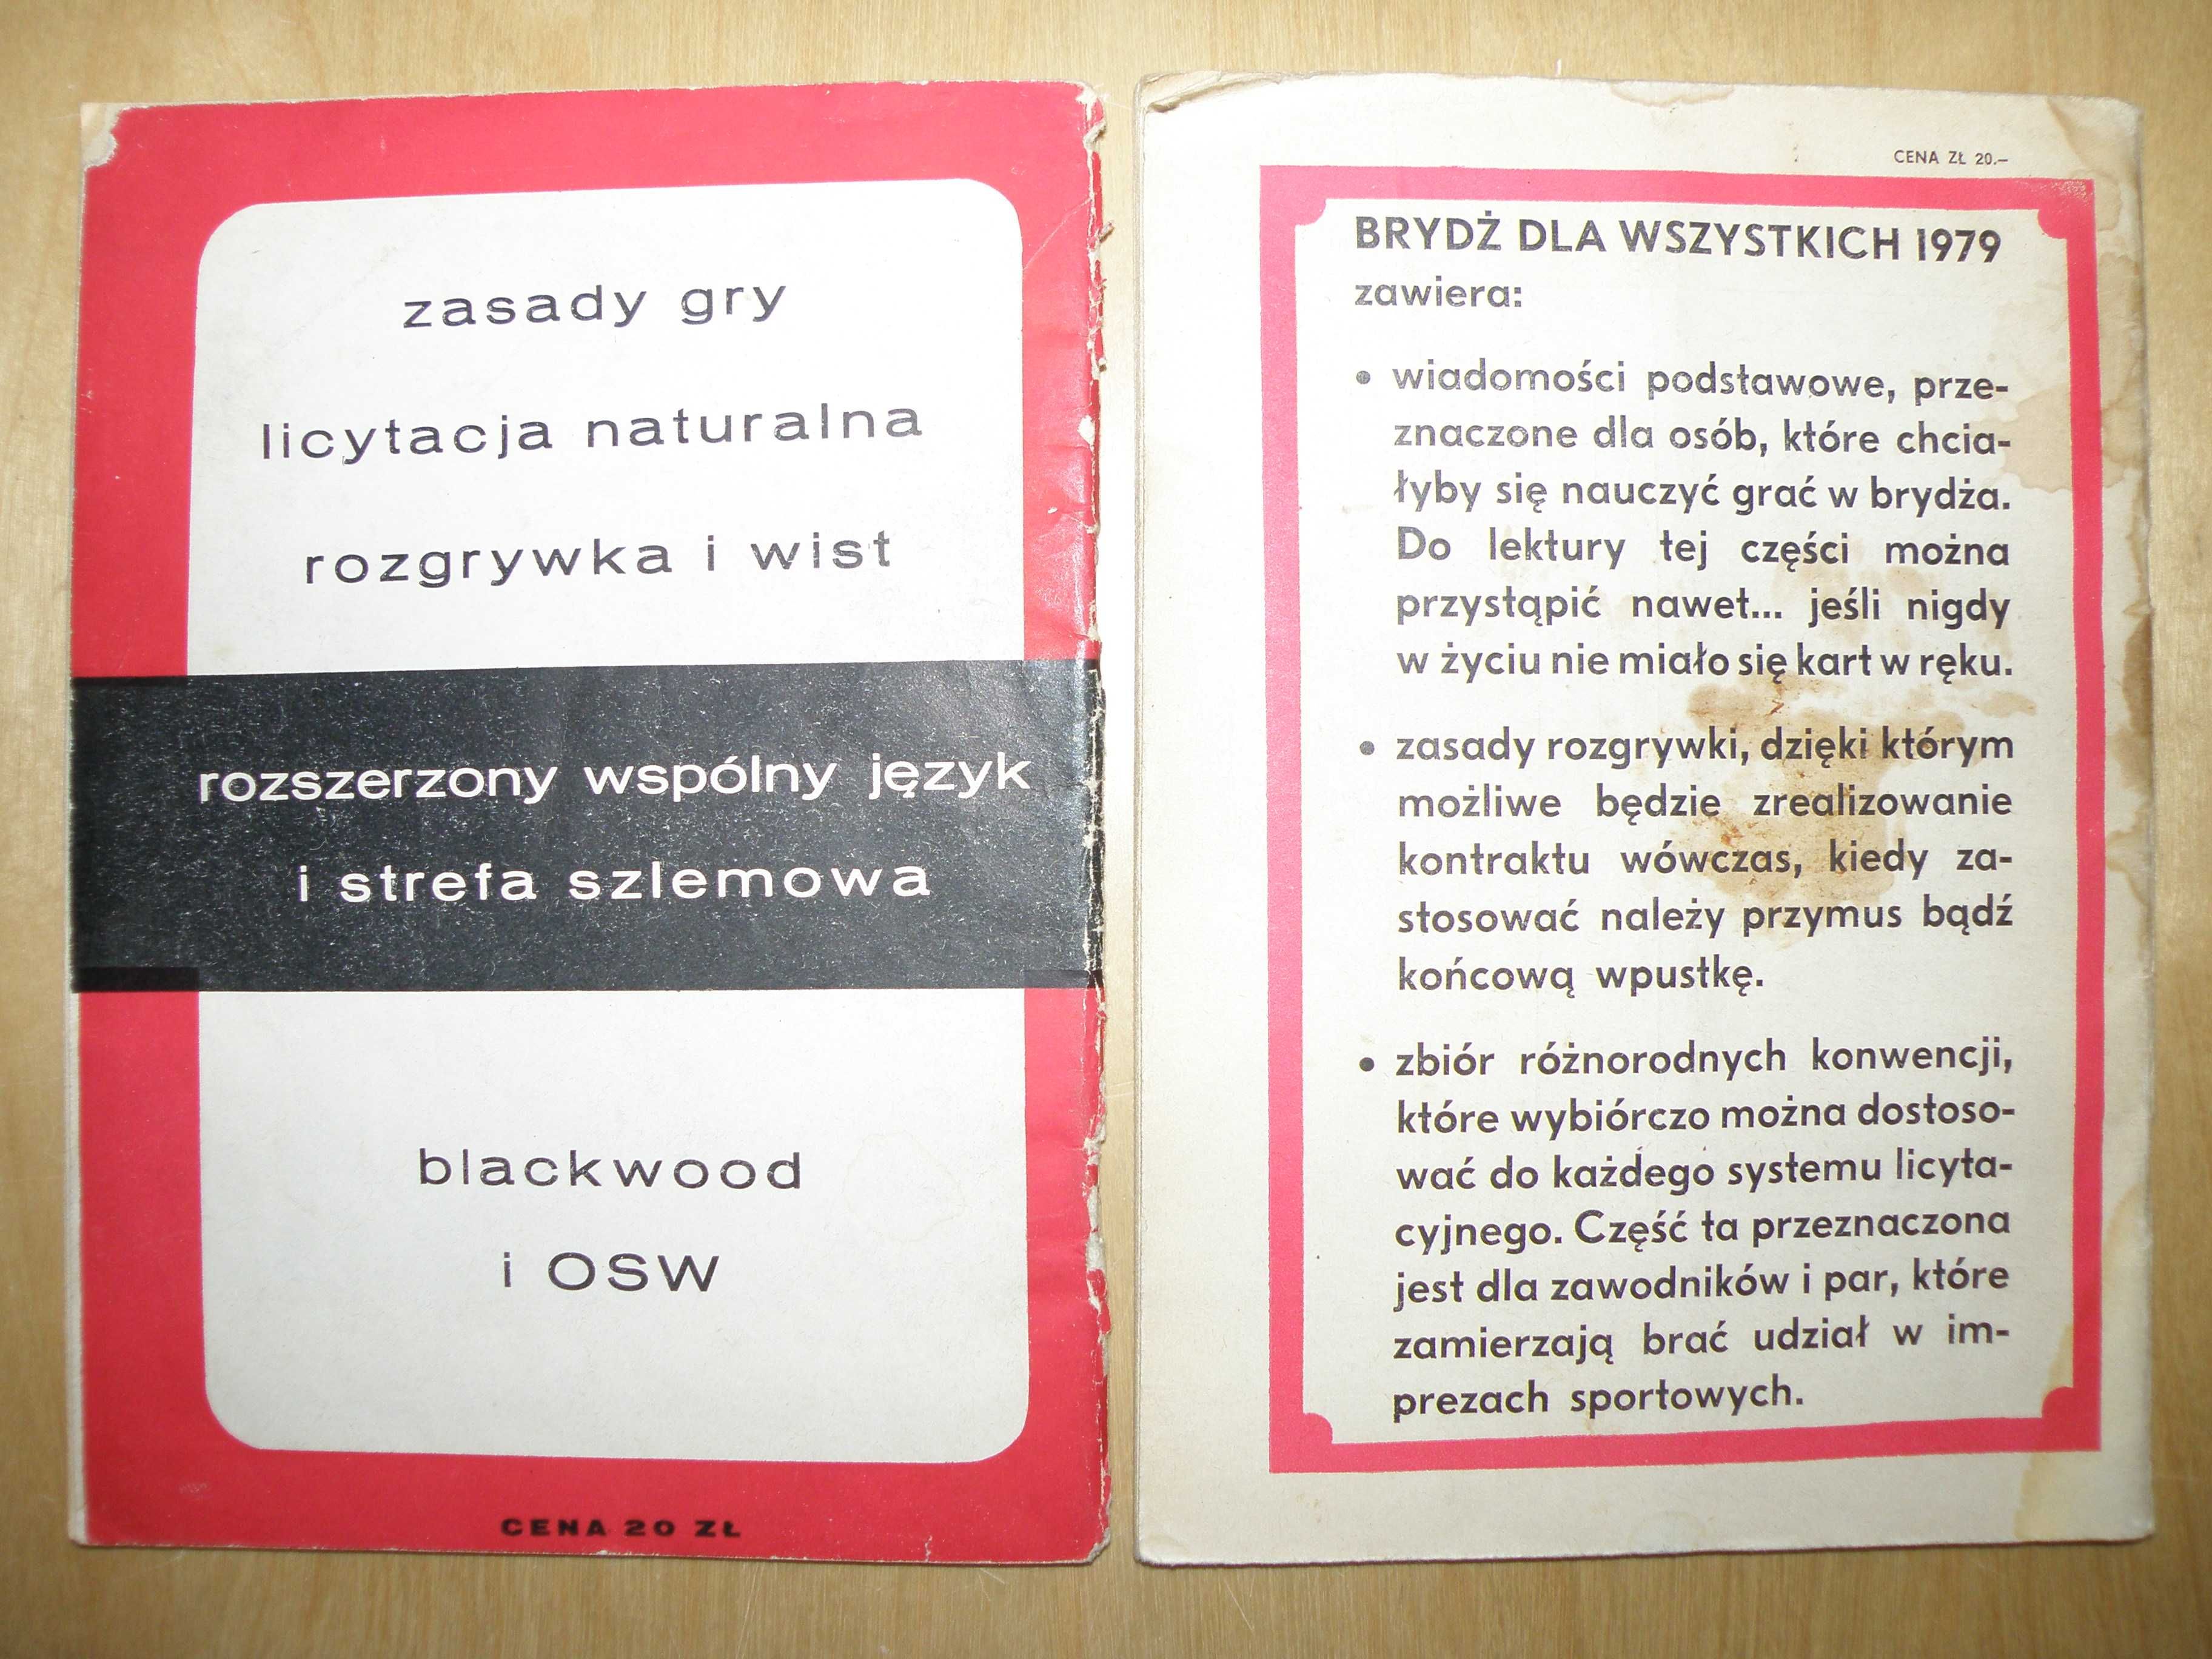 zasady gry
licytacja naturalna
rozgrywka i wist
rozszerzony wspólny język
i strefa szlemowa
blackwood
i OSW
CENA 20 ZŁ
CENA ZŁ 20.–
BRYDŻ DLA WSZYSTKICH 1979
zawiera:
• wiadomości podstawowe, prze-
znaczone dla osób, które chcia-
łyby się nauczyć grać w brydża.
Do lektury tej części można
przystąpić nawet... jeśli nigdy
w życiu nie miało się kart w ręku.
• zasady rozgrywki, dzięki którym
możliwe będzie zrealizowanie
kontraktu wówczas, kiedy za-
stosować należy przymus bądź
końcową wpustkę.
• zbiór różnorodnych konwencji,
które wybiórczo można dostoso-
wać do każdego systemu licyta-
cyjnego. Część ta przeznaczona
jest dla zawodników i par, które
zamierzają brać udział w im-
prezach sportowych.